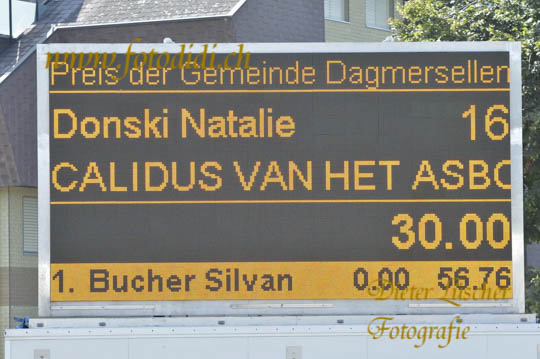 www.fotodidi.ch
Preis der Gemeinde Dagmersellen
Donski Natalie 16
CALIDUS VAN HET ASBO
30.00
1. Bucher Silvan 0.00 56.76
Dieter Lüscher
Fotografie